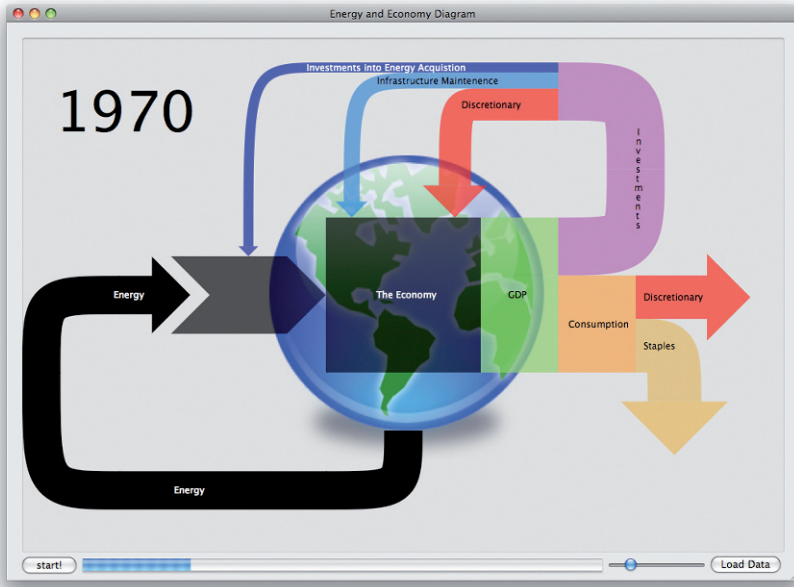 Energy and Economy Diagram
Investments into Energy Acquistion
Infrastructure Maintenence
1970
Discretionary
Investments
Energy
The Economy
GDP
Discretionary
Consumption
Staples
Energy
start!
Load Data